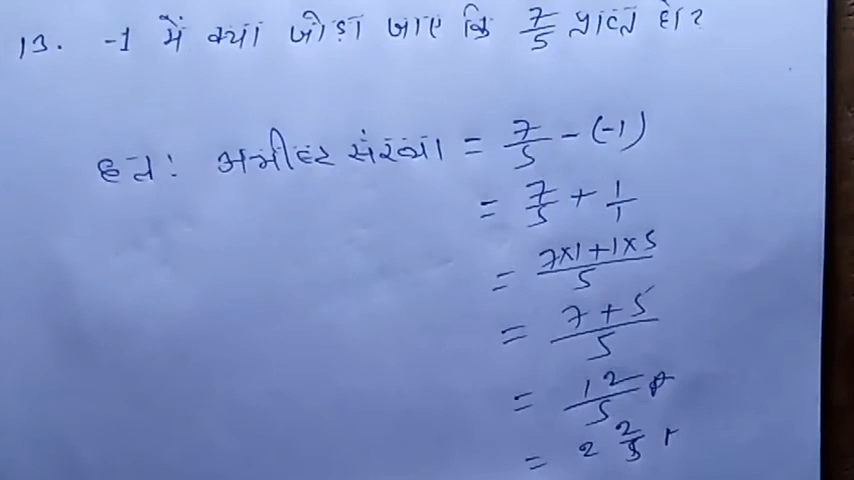 13. -1 में क्या जोड़ा जाए कि 7/5 प्राप्त हो?
हल: अभीष्ट संख्या = 7/5 - (-1)
= 7/5 + 1/1
= 7×1+1×5/5
= 7+5/5
= 12/5
= 2 2/5